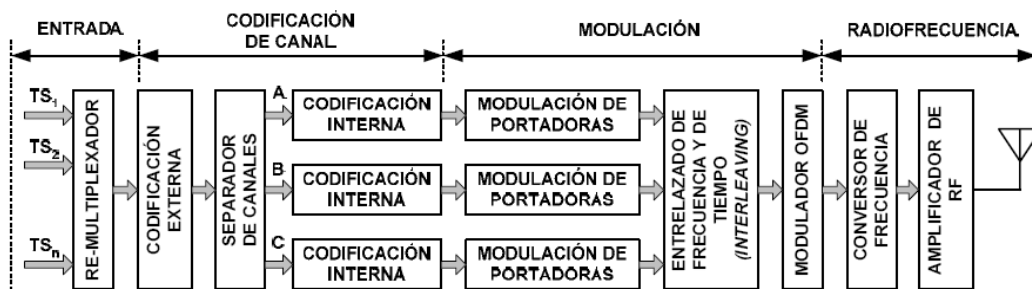 ENTRADA
CODIFICACIÓN
DE CANAL
MODULACIÓN
RADIOFRECUENCIA
TS1
TS2
TSn
RE-MULTIPLEXADOR
CODIFICACIÓN
EXTERNA
SEPARADOR
DE CANALES
A
CODIFICACIÓN
INTERNA
MODULACIÓN DE
PORTADORAS
B
CODIFICACIÓN
INTERNA
MODULACIÓN DE
PORTADORAS
C
CODIFICACIÓN
INTERNA
MODULACIÓN DE
PORTADORAS
ENTRELAZADO DE
FRECUENCIA Y DE
TIEMPO
(INTERLEAVING)
MODULADOR OFDM
CONVERSOR DE
FRECUENCIA
AMPLIFICADOR DE
RF